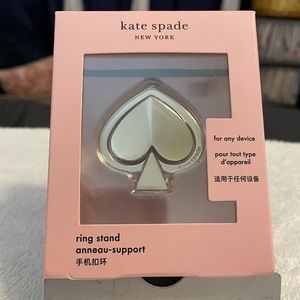 kate spade
NEW YORK
for any device
pour tout type
d'appareil
适用于任何设备
ring stand
anneau-support
手机扣环